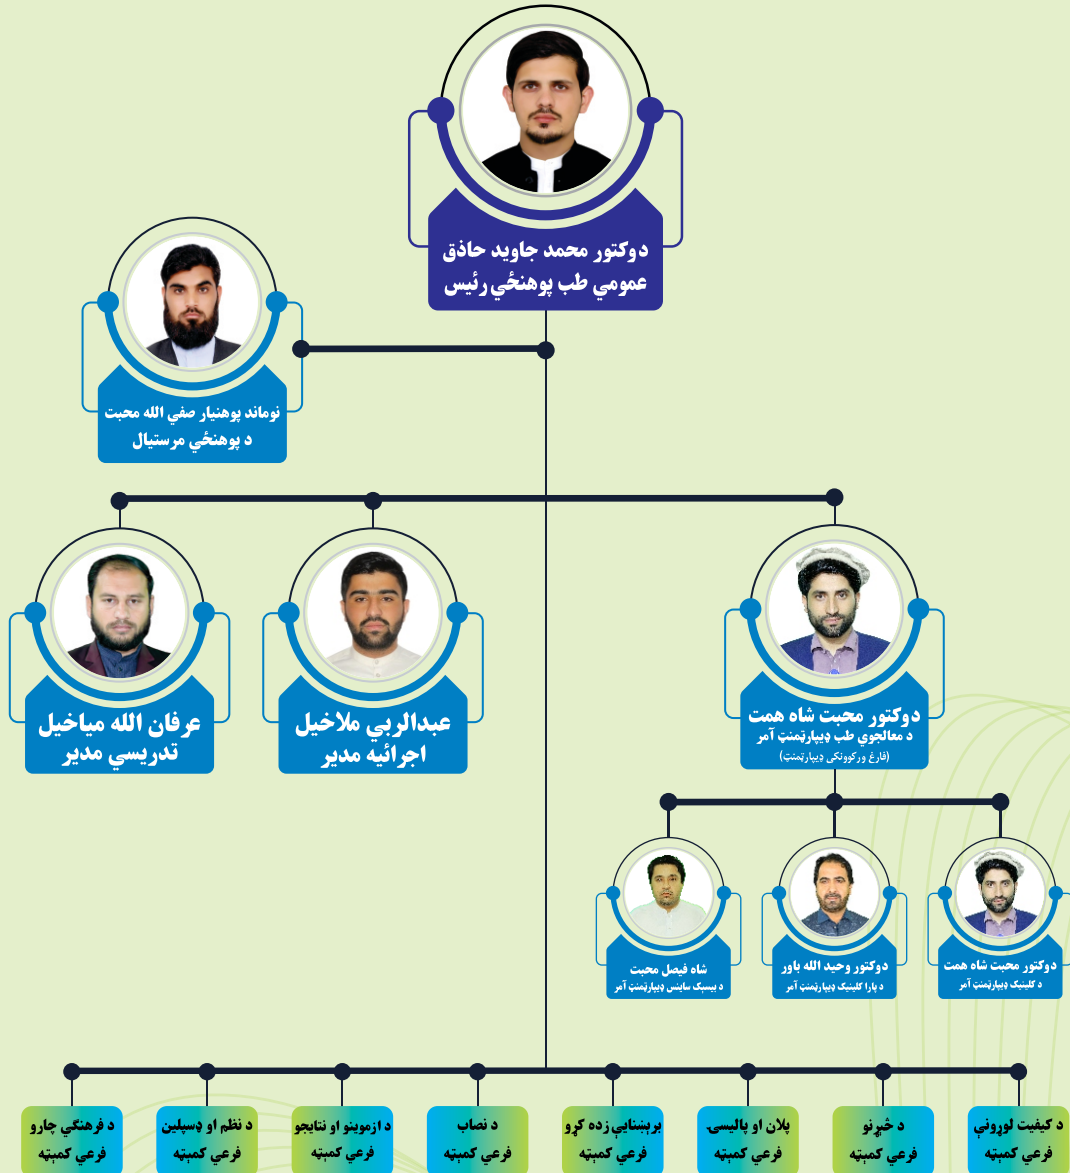 دوکتور محمد جاوید حاذق
عمومي طب پوهنځي رئیس
نوماند پوهنیار صفي الله محبت
د پوهنځي مرستیال
دوکتور محبت شاه همت
د معالجوي طب ډیپارټمنټ آمر
(فارغ ورکوونکی ډیپارټمنټ)
عبدالربي ملاخیل
اجرائیه مدیر
عرفان الله میاخیل
تدریسي مدیر
دوکتور محبت شاه همت
د کلینیک ډیپارټمنټ آمر
دوکتور وحید الله باور
د پارا کلینیک ډیپارټمنټ آمر
شاه فیصل محبت
د بیسیک ساینس ډیپارټمنټ آمر
د کیفیت لوړونې
فرعي کمېټه
د څېړنو
فرعي کمېټه
پلان او پالیسۍ
فرعي کمېټه
برېښنایي زده کړو
فرعي کمېټه
د نصاب
فرعي کمېټه
د ازموینو او نتایجو
فرعي کمېټه
د نظم او ډسپلین
فرعي کمېټه
د فرهنګي چارو
فرعي کمېټه